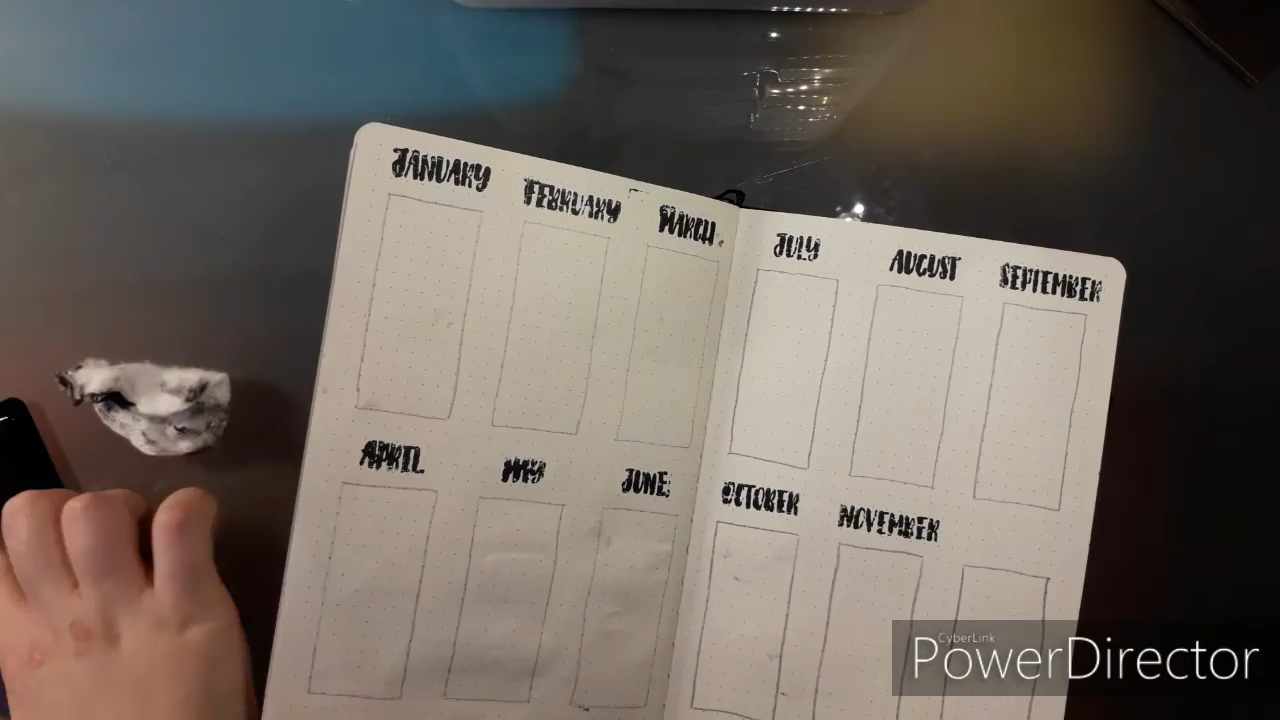 JANUARY
FEBRUARY
MARCH
JULY
AUGUST
SEPTEMBER
APRIL
MAY
JUNE
OCTOBER
NOVEMBER
CyberLink
PowerDirector